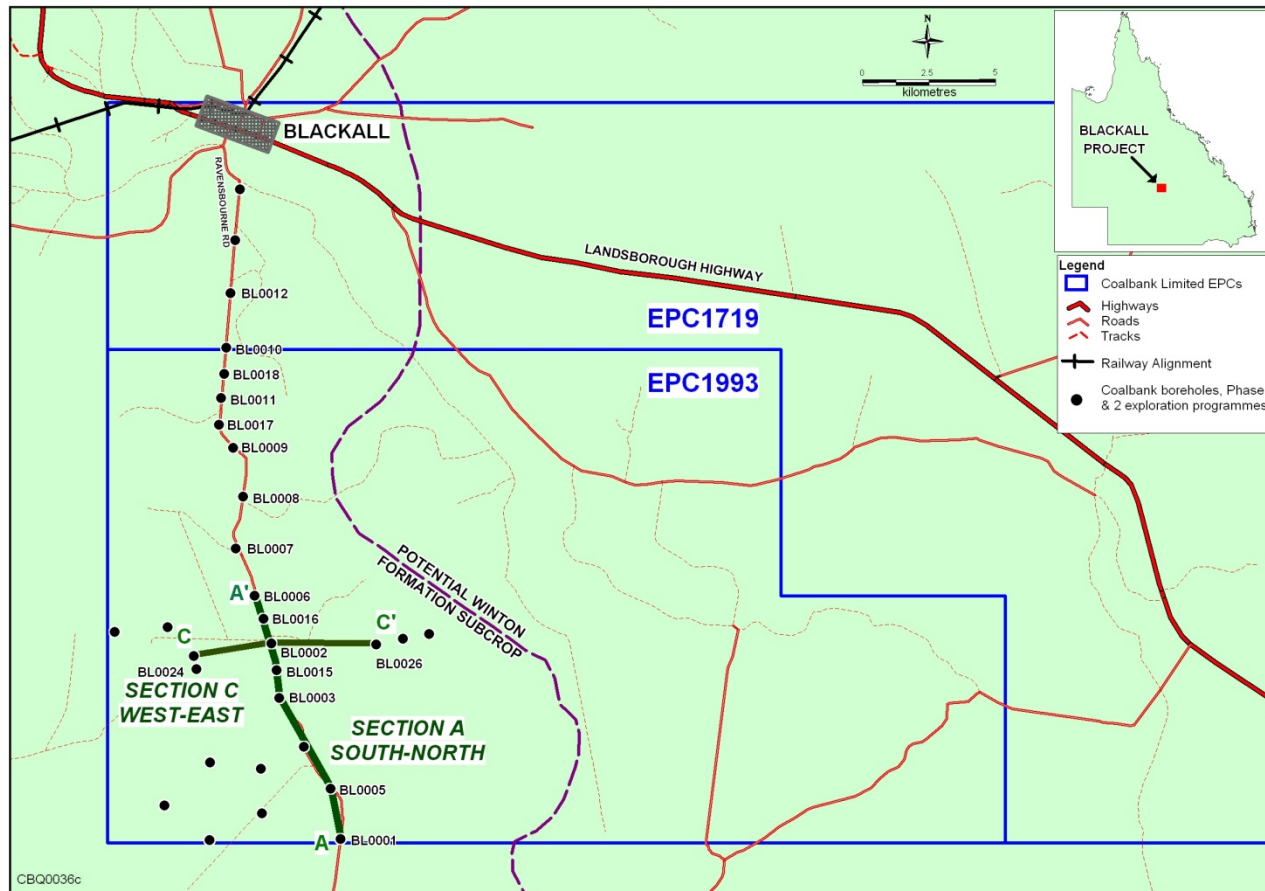 N
0 2.5 5
kilometres
BLACKALL
PROJECT
BLACKALL
RAVENSBOURNE RD
LANDSBOROUGH HIGHWAY
Legend
Coalbank Limited EPCs
Highways
Roads
Tracks
Railway Alignment
Coalbank boreholes, Phase
& 2 exploration programmes
BL0012
EPC1719
BL0010
EPC1993
BL0018
BL0011
BL0017
BL0009
BL0008
BL0007
POTENTIAL WINTON
FORMATION SUBCROP
A'
BL0006
BL0016
C
C'
BL0002
BL0026
BL0024
BL0015
SECTION C
WEST-EAST
BL0003
SECTION A
SOUTH-NORTH
BL0005
A
BL0001
CBQ0036c